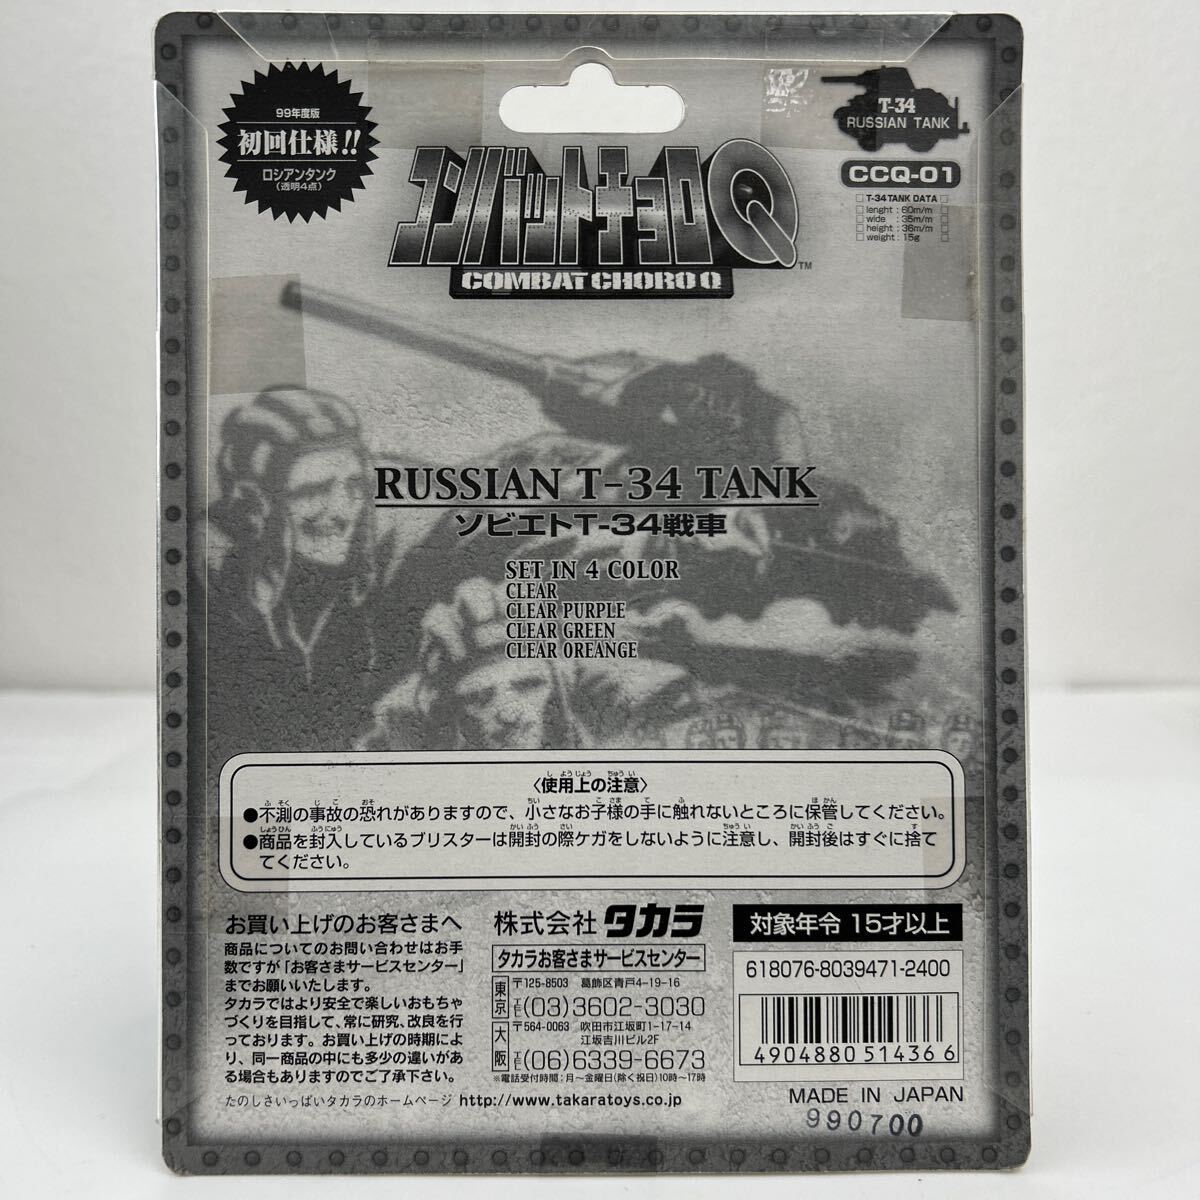 99年度版
初回仕様!!
ロシアンタンク
(透明4点)
T-34
RUSSIAN TANK
CCQ-01
T-34 TANK DATA
lenght : 60m/m
wide : 35m/m
height : 36m/m
weight : 15g
コンバットチョロQ
™
COMBAT CHORO Q
RUSSIAN T-34 TANK
ソビエトT-34戦車
SET IN 4 COLOR
CLEAR
CLEAR PURPLE
CLEAR GREEN
CLEAR OREANGE
〈使用上の注意〉
●不測の事故の恐れがありますので、小さなお子様の手に触れないところに保管してください。
●商品を封入しているブリスターは開封の際ケガをしないように注意し、開封後はすぐに捨て
てください。
お買い上げのお客さまへ
商品についてのお問い合わせはお手
数ですが「お客さまサービスセンター」
までお願いいたします。
タカラではより安全で楽しいおもちゃ
づくりを目指して、常に研究、改良を行
っております。お買い上げの時期によ
り、同一商品の中にも多少の違いがあ
る場合もありますのでご了承下さい。
株式会社 タカラ
タカラお客さまサービスセンター
東京
〒125-8503 葛飾区青戸4-19-16
TEL(03)3602-3030
大阪
〒564-0063 吹田市江坂町1-17-14
江坂吉川ビル2F
TEL(06)6339-6673
※電話受付時間:月〜金曜日(除く祝日)10時〜17時
たのしさいっぱいタカラのホームページ http://www.takaratoys.co.jp
対象年令 15才以上
618076-8039471-2400
4904880514366
MADE IN JAPAN
990700